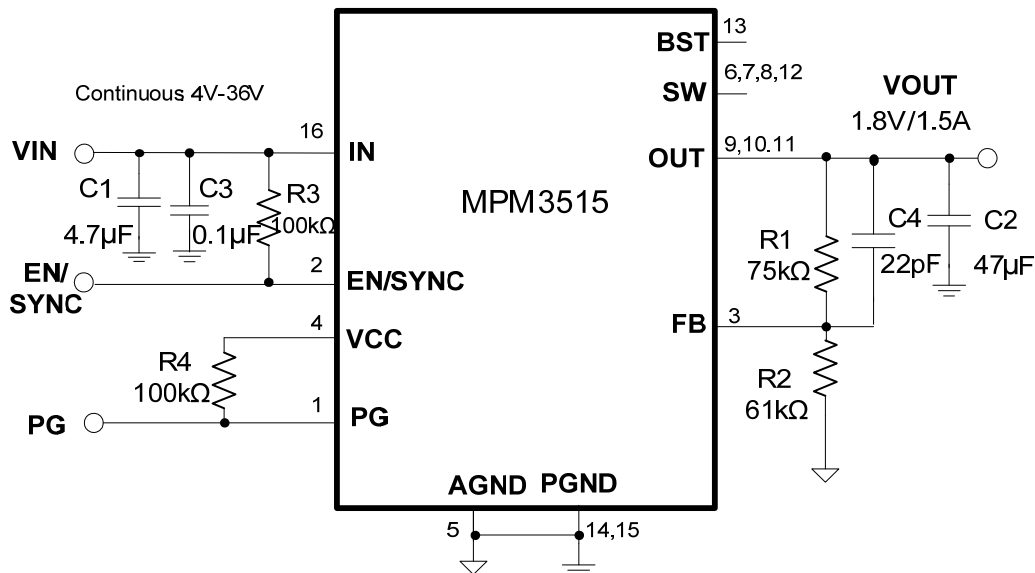 13
BST
6,7,8,12
SW
Continuous 4V-36V
VOUT
1.8V/1.5A
16
VIN
IN
OUT
9,10.11
C1
C3
R3
100kΩ
MPM3515
4.7µF
0.1µF
R1
75kΩ
C4
22pF
C2
47µF
EN/
SYNC
2
EN/SYNC
FB
3
4
VCC
R4
100kΩ
R2
61kΩ
1
PG
PG
AGND
PGND
5
14,15